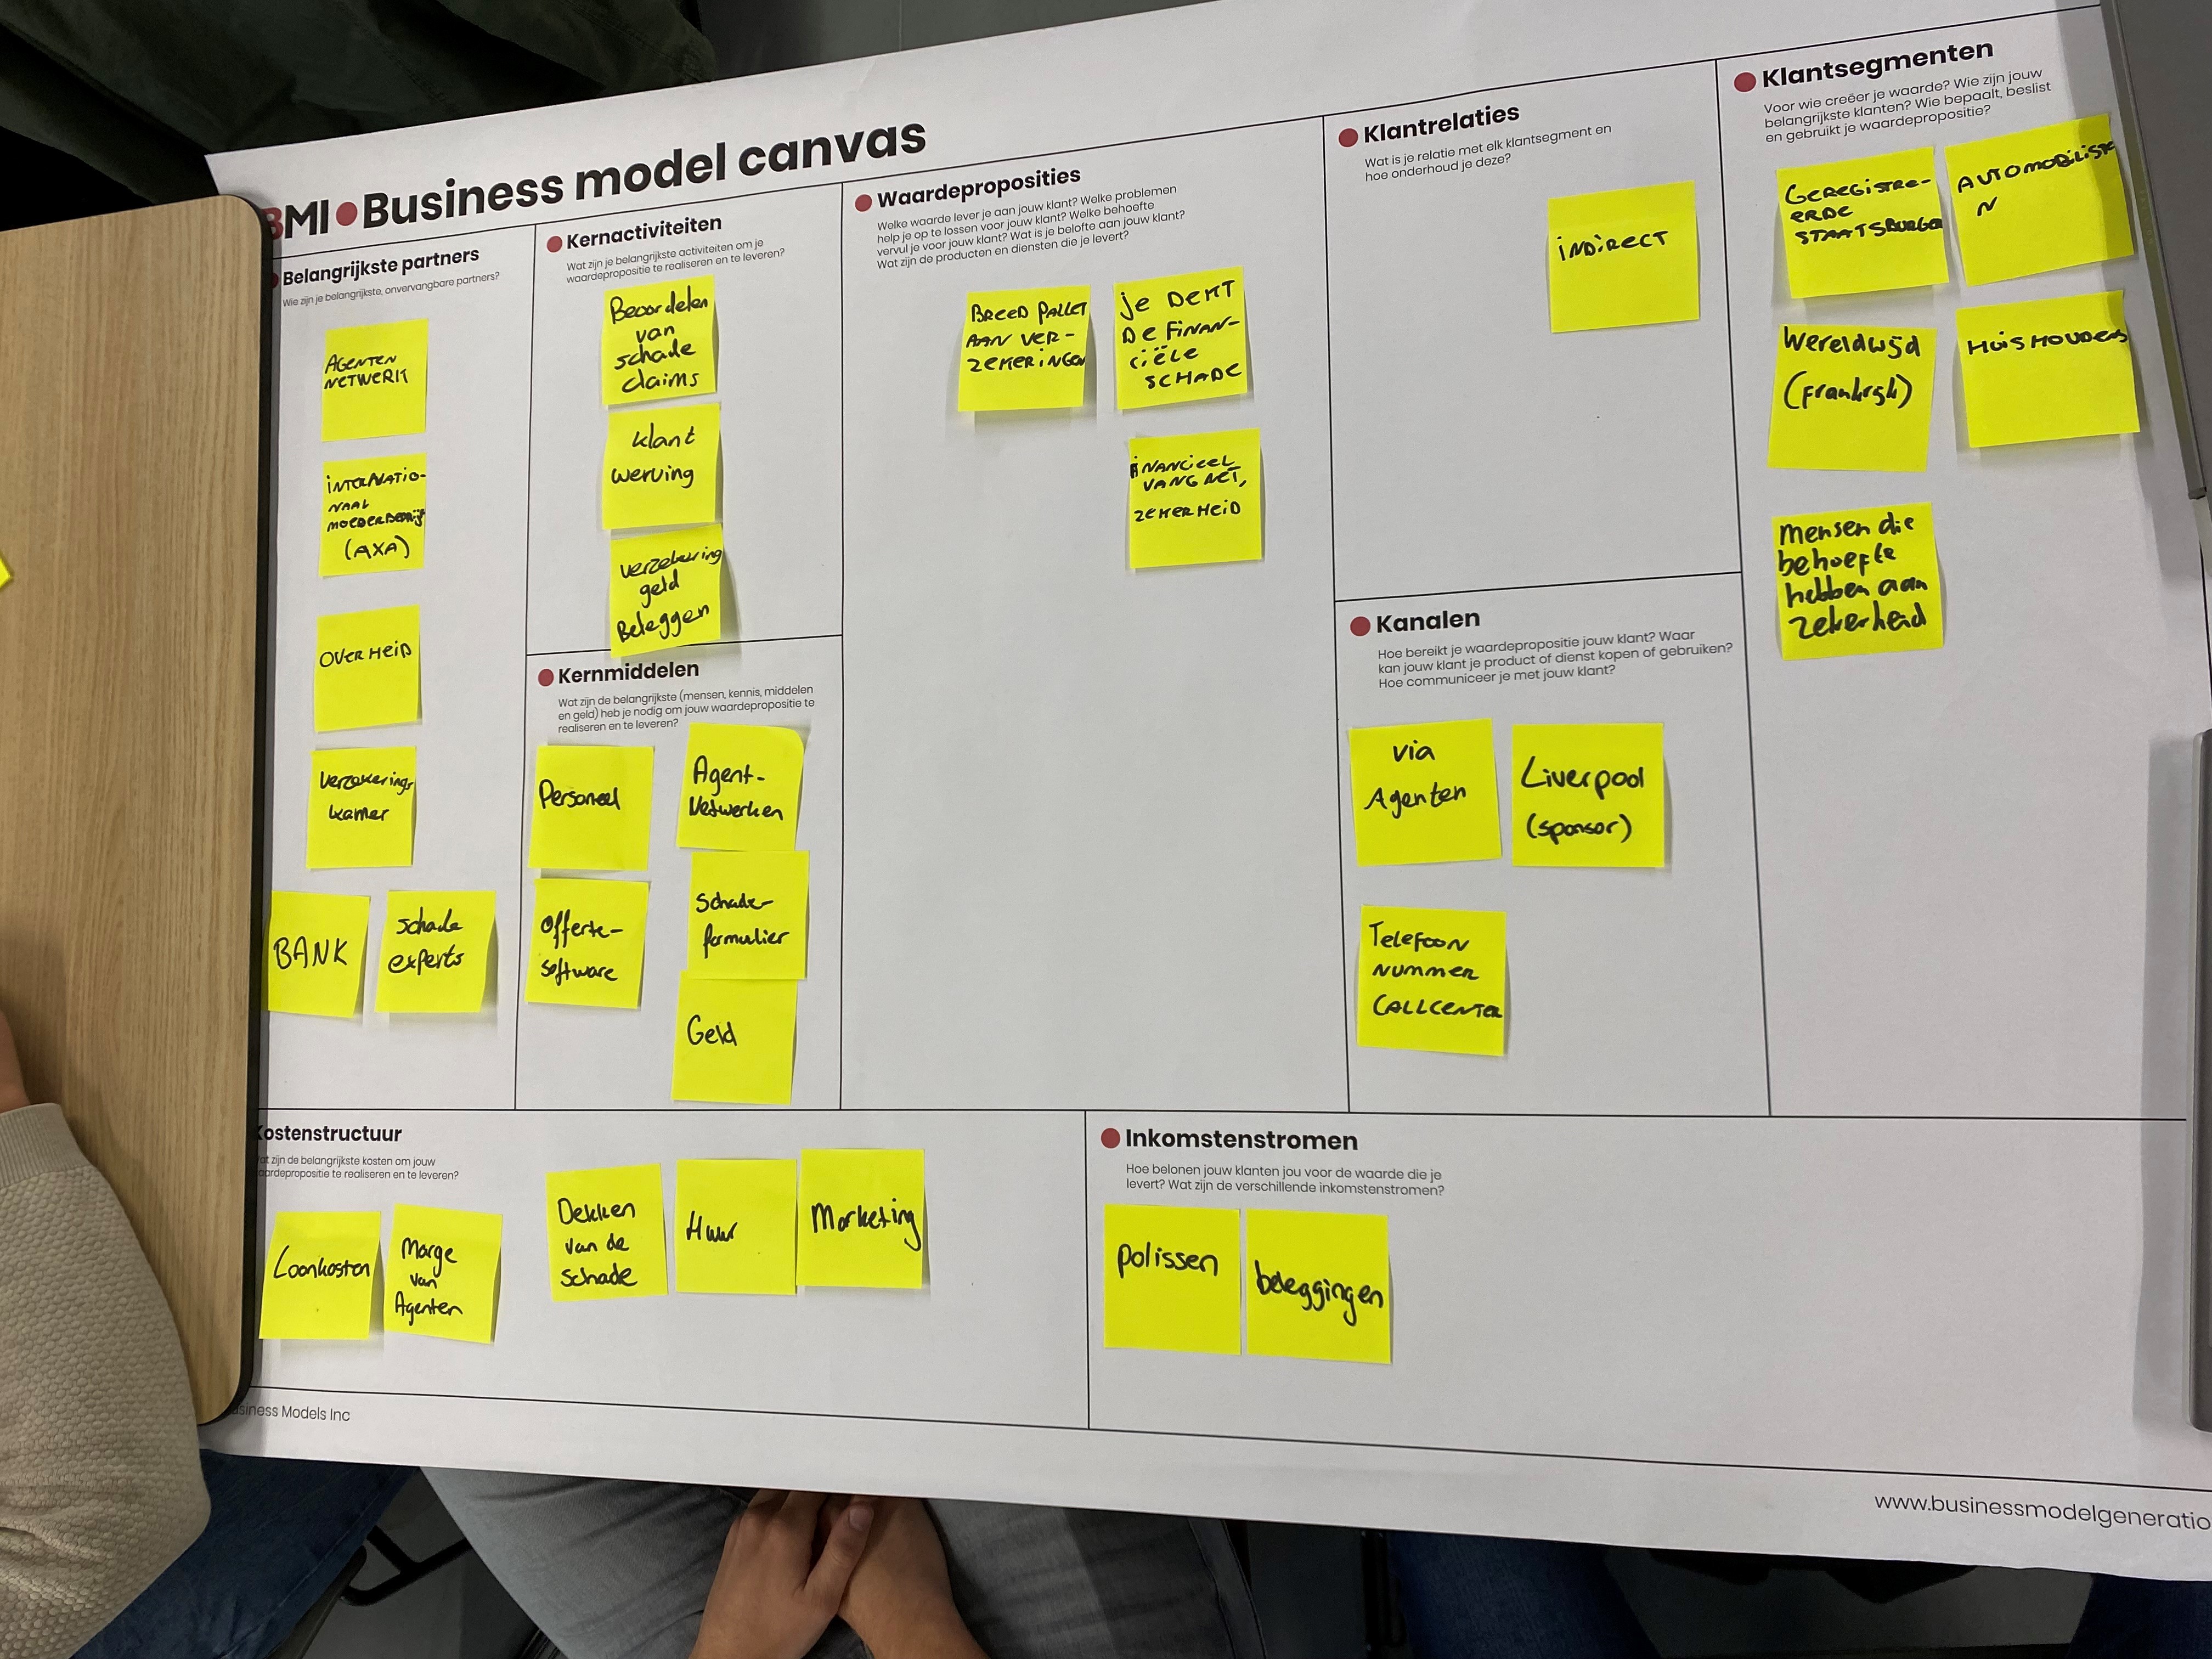 BMI Business model canvas
Belangrijkste partners
Wie zijn je belangrijkste, onvervangbare partners?
AGENTEN
NETWERK
INTERNATIO-
NAAL
MOEDERBEDRIJF
(AXA)
OVERHEID
Verzekerings
kamer
BANK
schade
experts
Kernactiviteiten
Wat zijn je belangrijkste activiteiten om je
waardepropositie te realiseren en te leveren?
Beoordelen
van
schade
claims
klant
werving
verzekering
geld
Beleggen
Kernmiddelen
Wat zijn de belangrijkste (mensen, kennis, middelen
en geld) heb je nodig om jouw waardepropositie te
realiseren en te leveren?
Personeel
Agent-
Netwerken
Offerte-
software
Schade-
formulier
Geld
Waardeproposities
Welke waarde lever je aan jouw klant? Welke problemen
help je op te lossen voor jouw klant? Welke behoefte
vervul je voor jouw klant? Wat is je belofte aan jouw klant?
Wat zijn de producten en diensten die je levert?
BREED PALLET
AAN VER-
ZEKERINGEN
je DEKT
DE FINAN-
CIËLE
SCHADE
FINANCIEEL
VANGNET,
ZEKERHEID
Klantrelaties
Wat is je relatie met elk klantsegment en
hoe onderhoud je deze?
INDIRECT
Kanalen
Hoe bereikt je waardepropositie jouw klant? Waar
kan jouw klant je product of dienst kopen of gebruiken?
Hoe communiceer je met jouw klant?
via
Agenten
Liverpool
(sponsor)
Telefoon
nummer
CALLCENTER
Klantsegmenten
Voor wie creëer je waarde? Wie zijn jouw
belangrijkste klanten? Wie bepaalt, beslist
en gebruikt je waardepropositie?
GEREGISTRE-
ERDE
STAATSBURGER
AUTOMOBILISTE
N
Wereldwijd
(Frankrijk)
HUISHOUDENS
mensen die
behoefte
hebben aan
zekerheid
Kostenstructuur
at zijn de belangrijkste kosten om jouw
aardepropositie te realiseren en te leveren?
Loonkosten
Marge
van
Agenten
Dekken
van de
schade
Huur
Marketing
Inkomstenstromen
Hoe belonen jouw klanten jou voor de waarde die je
levert? Wat zijn de verschillende inkomstenstromen?
polissen
beleggingen
usiness Models Inc
www.businessmodelgeneratio